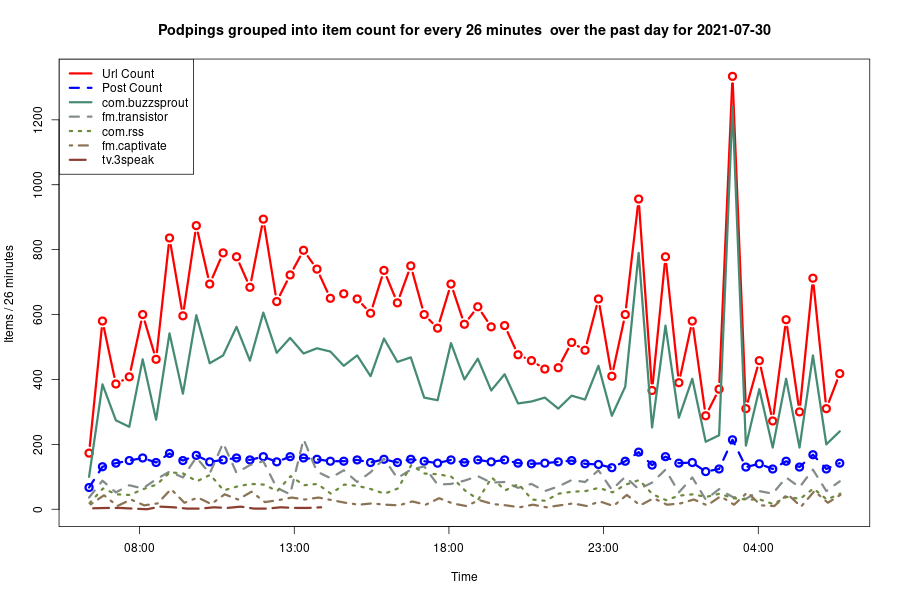 Podpings grouped into item count for every 26 minutes  over the past day for 2021-07-30
Url Count
Post Count
com.buzzsprout
fm.transistor
com.rss
fm.captivate
tv.3speak
Items / 26 minutes
1200
1000
800
600
400
200
0
08:00
13:00
18:00
23:00
04:00
Time